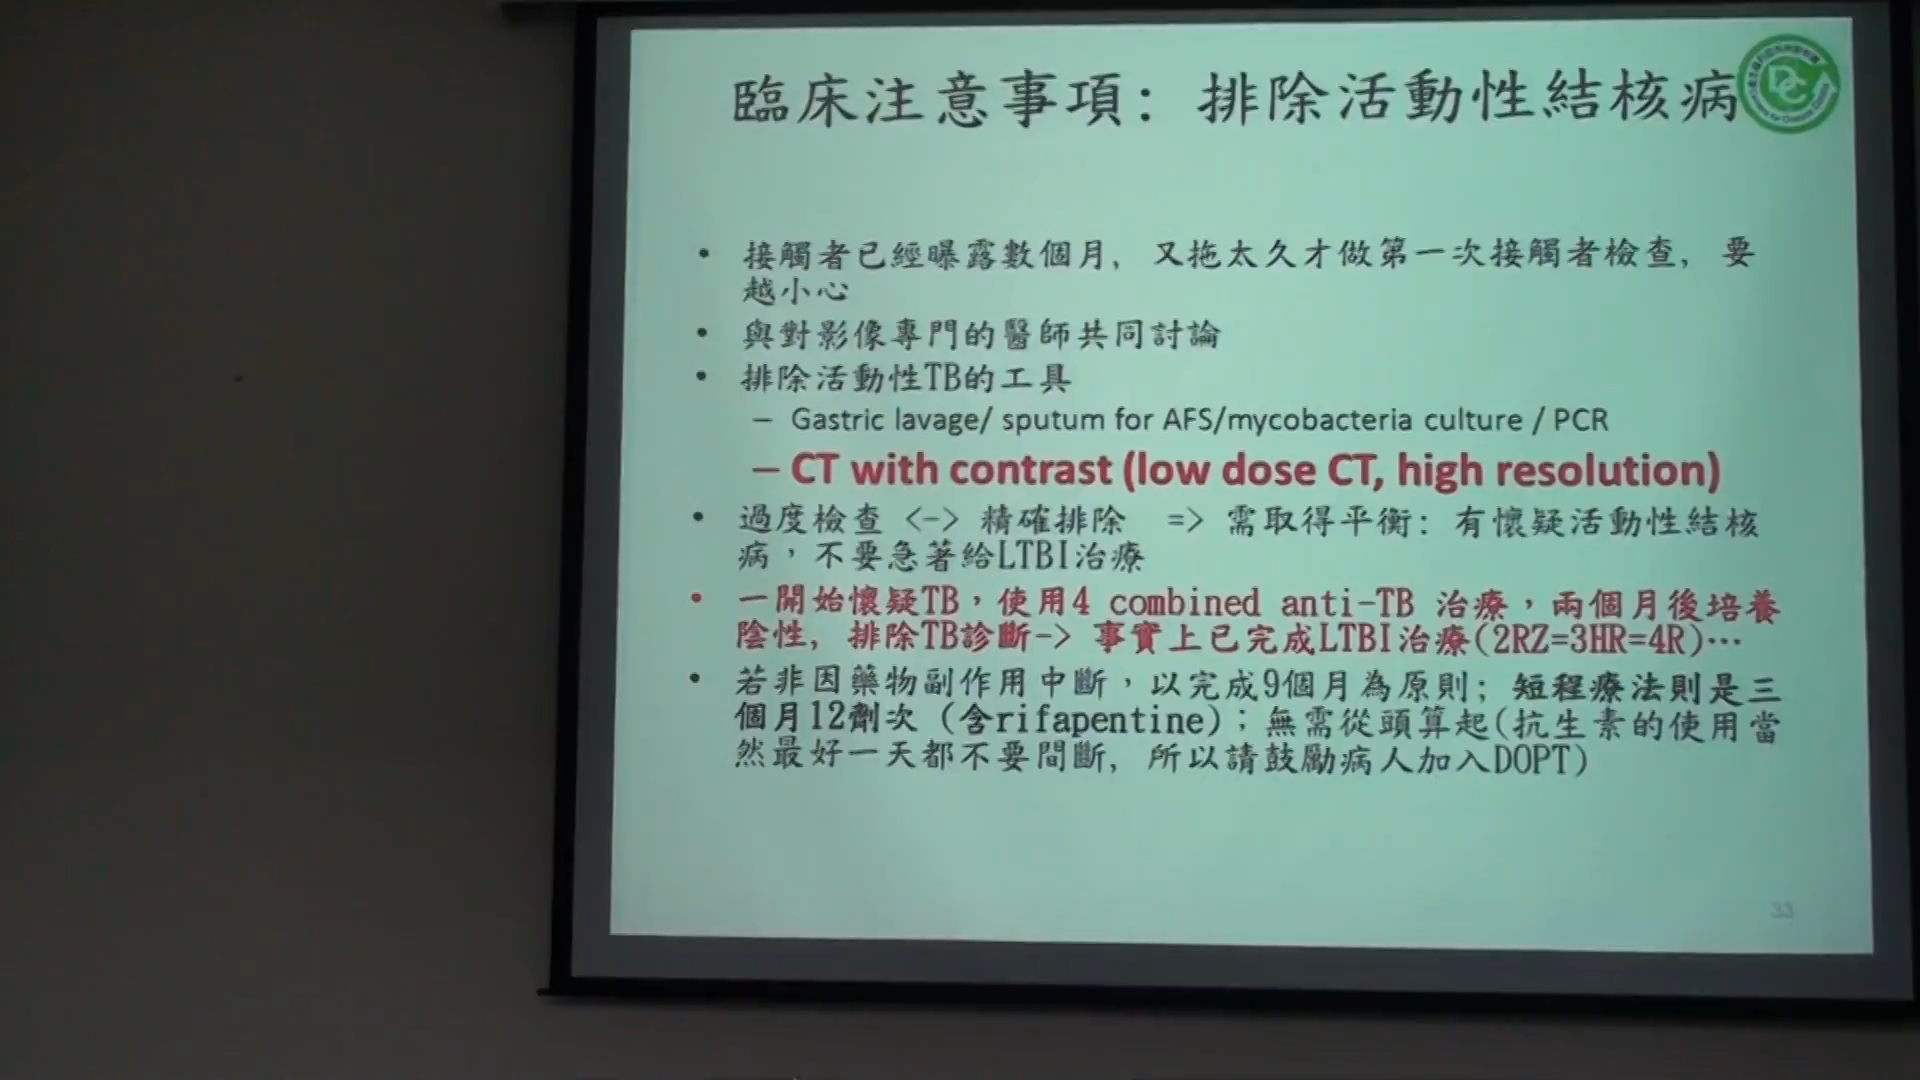 臨床注意事項: 排除活動性結核病
• 接觸者已經曝露數個月, 又拖太久才做第一次接觸者檢查, 要
越小心
• 與對影像專門的醫師共同討論
• 排除活動性TB的工具
– Gastric lavage/ sputum for AFS/mycobacteria culture / PCR
– CT with contrast (low dose CT, high resolution)
• 過度檢查 <-> 精確排除 => 需取得平衡: 有懷疑活動性結核
病，不要急著給LTBI治療
• 一開始懷疑TB，使用4 combined anti-TB 治療，兩個月後培養
陰性, 排除TB診斷-> 事實上已完成LTBI治療(2RZ=3HR=4R)…
• 若非因藥物副作用中斷，以完成9個月為原則; 短程療法則是三
個月12劑次 (含rifapentine)；無需從頭算起(抗生素的使用當
然最好一天都不要間斷, 所以請鼓勵病人加入DOPT)
33